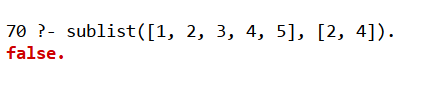 70 ?- sublist([1, 2, 3, 4, 5], [2, 4]).
false.